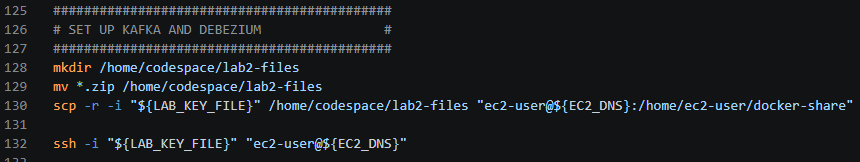 125 ############################################
126 # SET UP KAFKA AND DEBEZIUM                #
127 ############################################
128 mkdir /home/codespace/lab2-files
129 mv *.zip /home/codespace/lab2-files
130 scp -r -i "${LAB_KEY_FILE}" /home/codespace/lab2-files "ec2-user@${EC2_DNS}:/home/ec2-user/docker-share"
131
132 ssh -i "${LAB_KEY_FILE}" "ec2-user@${EC2_DNS}"